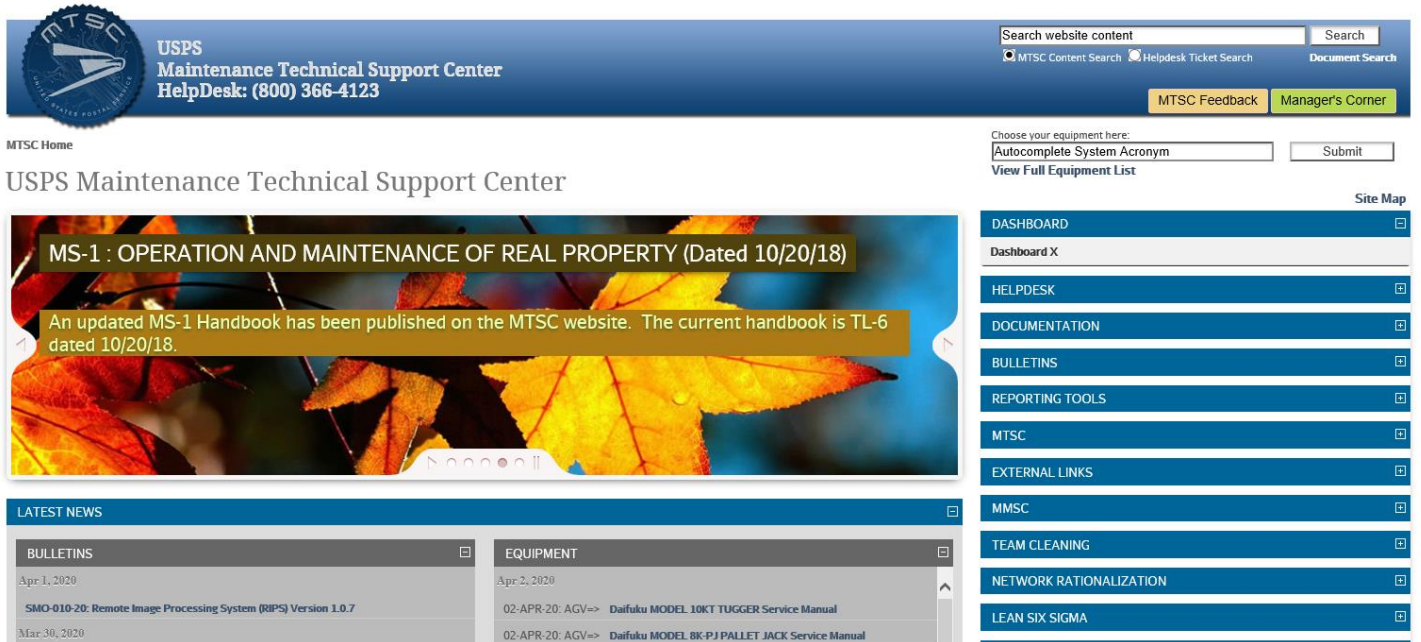 MTSC
UNITED STATES POSTAL SERVICE
USPS
Maintenance Technical Support Center
HelpDesk: (800) 366-4123
Search website content
Search
MTSC Content Search
Helpdesk Ticket Search
Document Search
MTSC Feedback
Manager's Corner
MTSC Home
Choose your equipment here:
Autocomplete System Acronym
Submit
View Full Equipment List
USPS Maintenance Technical Support Center
Site Map
MS-1 : OPERATION AND MAINTENANCE OF REAL PROPERTY (Dated 10/20/18)
An updated MS-1 Handbook has been published on the MTSC website. The current handbook is TL-6
dated 10/20/18.
DASHBOARD
Dashboard X
HELPDESK
DOCUMENTATION
BULLETINS
REPORTING TOOLS
MTSC
EXTERNAL LINKS
MMSC
TEAM CLEANING
NETWORK RATIONALIZATION
LEAN SIX SIGMA
LATEST NEWS
BULLETINS
Apr 1, 2020
SMO-010-20: Remote Image Processing System (RIPS) Version 1.0.7
Mar 30, 2020
EQUIPMENT
Apr 2, 2020
02-APR-20: AGV=> Daifuku MODEL 10KT TUGGER Service Manual
02-APR-20: AGV=> Daifuku MODEL 8K-PJ PALLET JACK Service Manual